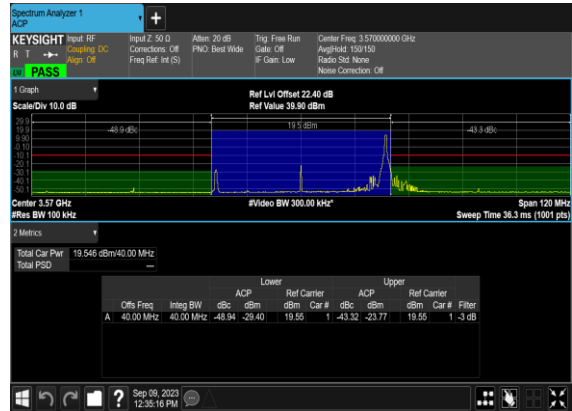 Spectrum Analyzer 1
ACP
KEYSIGHT Input: RF Input Z: 50 Ω Atten: 20 dB Trig: Free Run Center Freq: 3.570000000 GHz
R T Coupling: DC Corrections: Off PNO: Best Wide Gate: Off Avg|Hold: 150/150
Align: Off Freq Ref: Int (S) IF Gain: Low Radio Std: None
LW PASS Noise Correction: Off
1 Graph
Ref Lvl Offset 22.40 dB
Scale/Div 10.0 dB Ref Value 39.90 dBm
29.9
19.9
9.90
-0.10
-10.1
-20.1
-30.1
-40.1
-50.1
-48.9 dBc 19.5 dBm -43.3 dBc
Center 3.57 GHz #Video BW 300.00 kHz* Span 120 MHz
#Res BW 100 kHz Sweep Time 36.3 ms (1001 pts)
2 Metrics
Total Car Pwr 19.546 dBm/40.00 MHz
Total PSD ---
Lower Upper
ACP Ref Carrier ACP Ref Carrier
Offs Freq Integ BW dBc dBm dBm Car # dBc dBm dBm Car # Filter
A 40.00 MHz 40.00 MHz -48.94 -29.40 19.55 1 -43.32 -23.77 19.55 1 -3 dB
Sep 09, 2023
12:35:16 PM